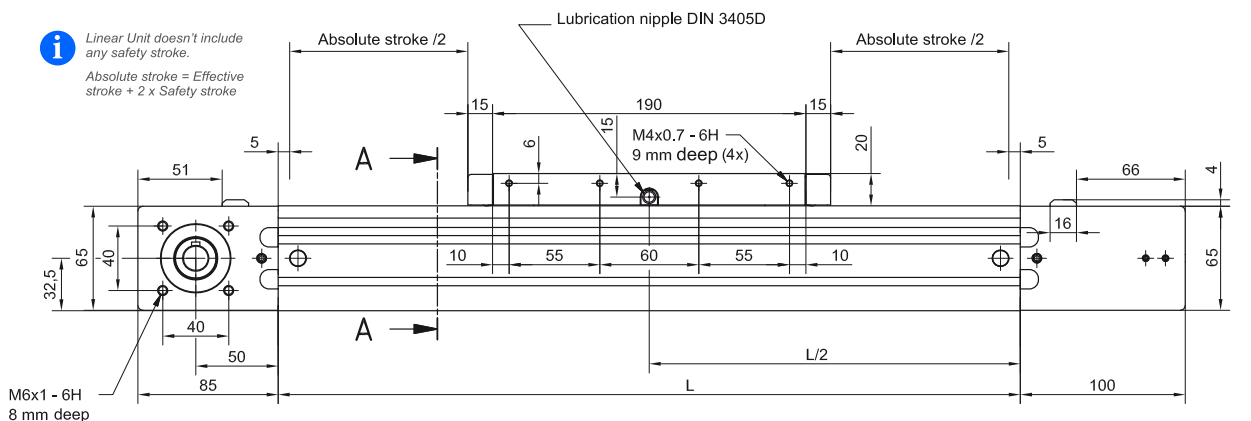 Lubrication nipple DIN 3405D
i
Linear Unit doesn't include
any safety stroke.
Absolute stroke = Effective
stroke + 2 x Safety stroke
Absolute stroke /2
Absolute stroke /2
15
190
15
15
6
M4x0.7 - 6H
9 mm deep (4x)
20
5
5
A
51
66
4
16
65
40
32,5
10
55
60
55
10
65
40
A
50
L/2
M6x1 - 6H
8 mm deep
85
L
100